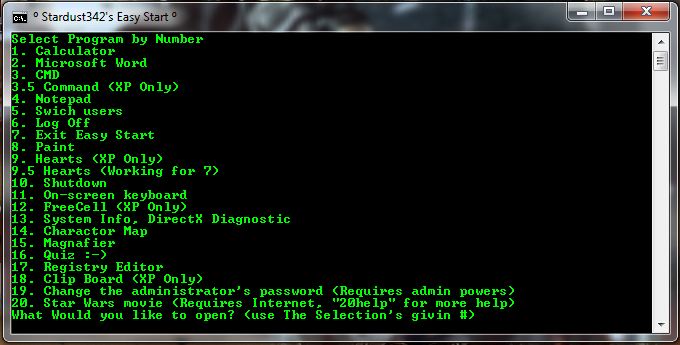 º Stardust342's Easy Start º
Select Program by Number
1. Calculator
2. Microsoft Word
3. CMD
3.5 Command (XP Only)
4. Notepad
5. Swich users
6. Log Off
7. Exit Easy Start
8. Paint
9. Hearts (XP Only)
9.5 Hearts (Working for 7)
10. Shutdown
11. On-screen keyboard
12. FreeCell (XP Only)
13. System Info, DirectX Diagnostic
14. Charactor Map
15. Magnifier
16. Quiz :-)
17. Registry Editor
18. Clip Board (XP Only)
19. Change the administrator's password (Requires admin powers)
20. Star Wars movie (Requires Internet, "20help" for more help)
What Would you like to open? (use The Selection's givin #)